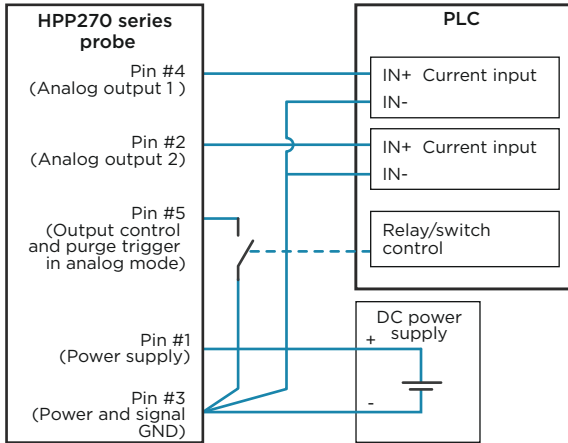 HPP270 series
probe
Pin #4
(Analog output 1 )
Pin #2
(Analog output 2)
Pin #5
(Output control
and purge trigger
in analog mode)
Pin #1
(Power supply)
Pin #3
(Power and signal
GND)
PLC
IN+ Current input
IN-
IN+ Current input
IN-
Relay/switch
control
DC power
supply
+
-